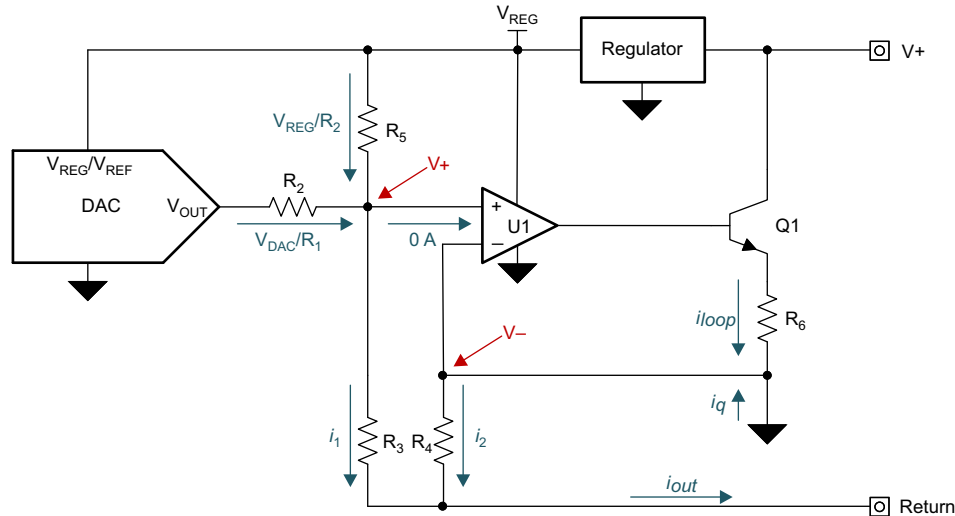 VREG
Regulator
V+
VREG/R2
R5
VREG/VREF
DAC
VOUT
R2
VDAC/R1
V+
0 A
+
U1
–
Q1
iloop
R6
V–
iq
i1
R3
R4
i2
iout
Return